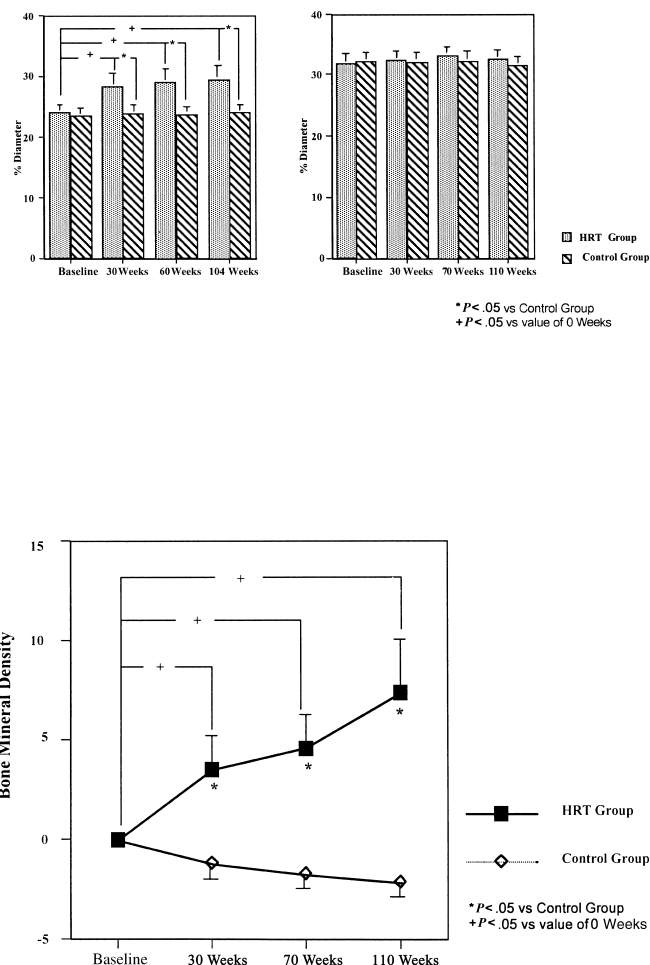 40
30
20
10
0
% Diameter
+ *
+ *
+ *
Baseline 30 Weeks 60 Weeks 104 Weeks
40
30
20
10
0
% Diameter
Baseline 30 Weeks 70 Weeks 110 Weeks
HRT Group
Control Group
* P< .05 vs Control Group
+ P< .05 vs value of 0 Weeks
15
10
5
0
-5
Bone Mineral Density
+
+
+
*
*
*
Baseline 30 Weeks 70 Weeks 110 Weeks
HRT Group
Control Group
* P< .05 vs Control Group
+ P< .05 vs value of 0 Weeks